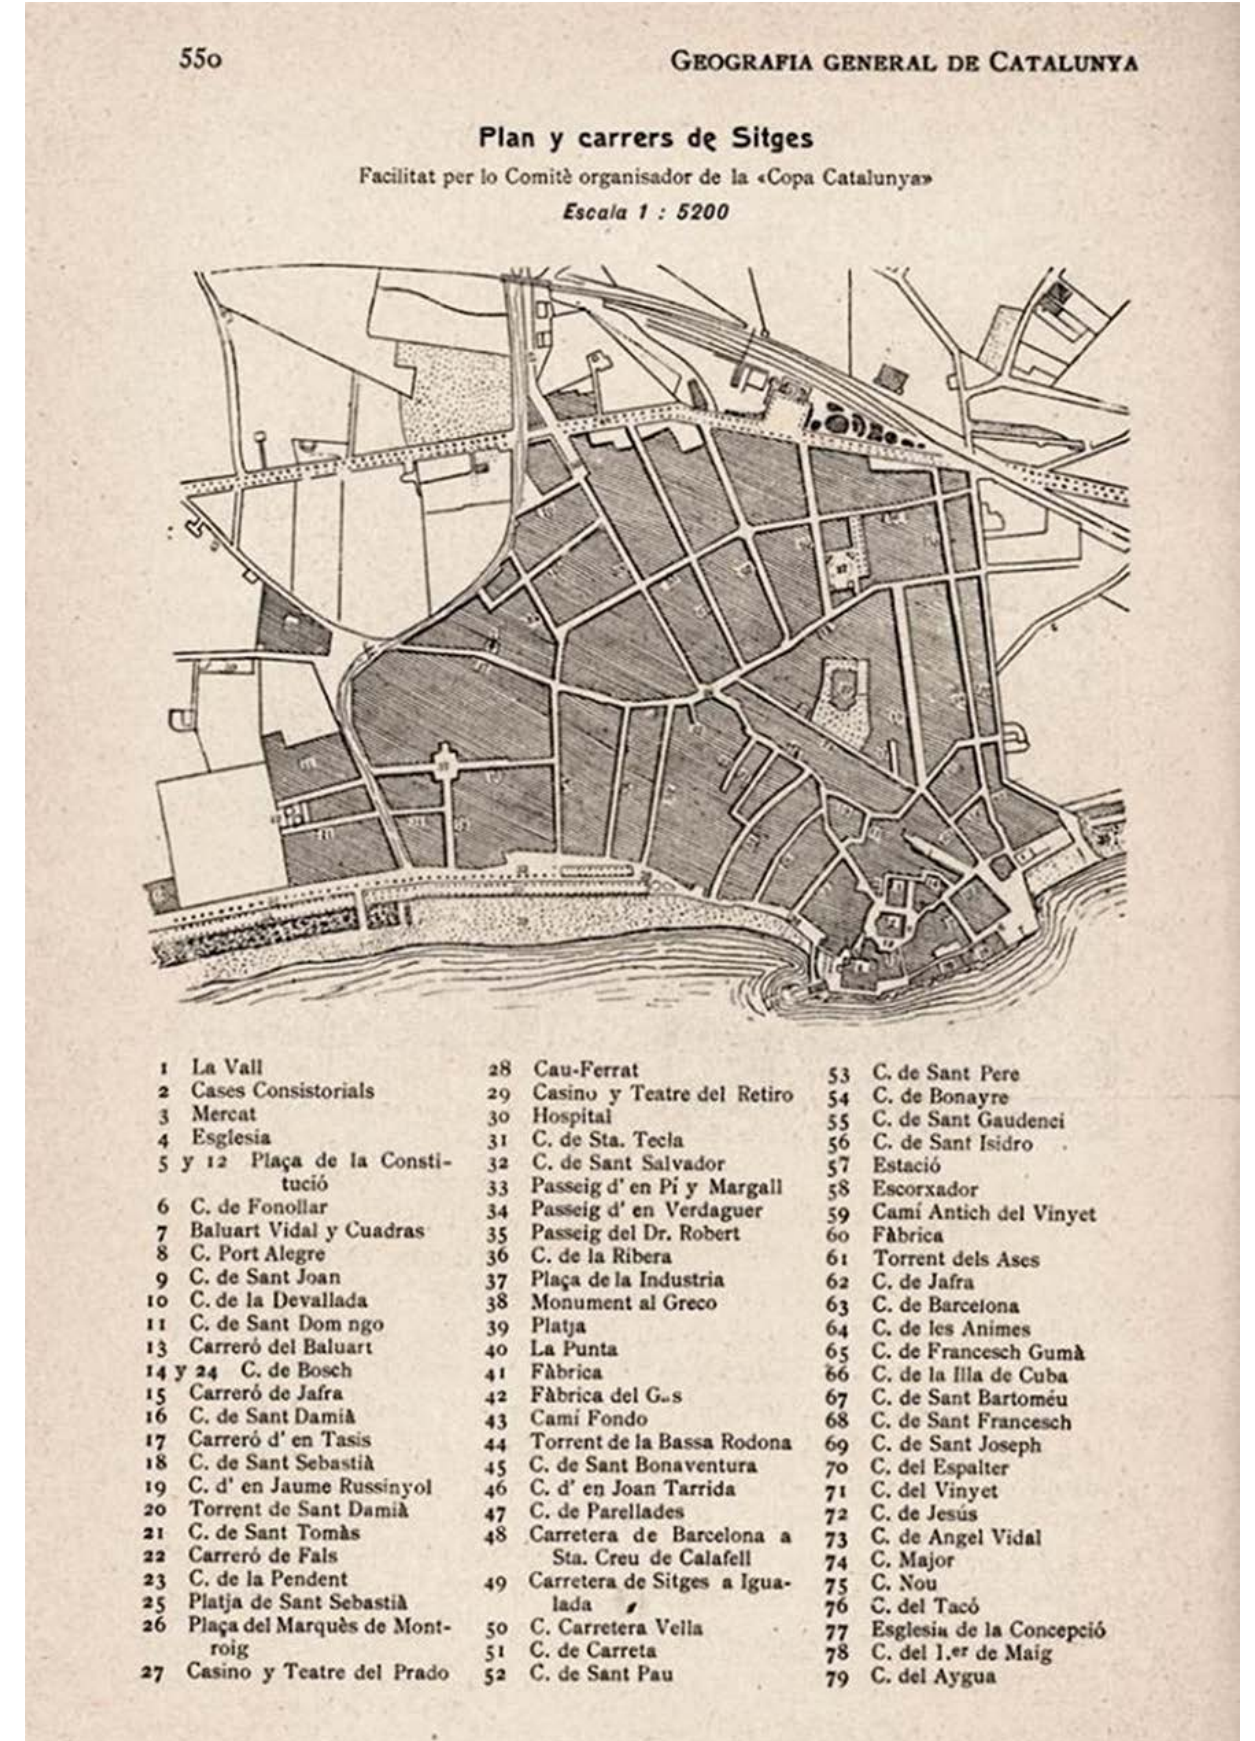 550
GEOGRAFIA GENERAL DE CATALUNYA
Plan y carrers de Sitges
Facilitat per lo Comitè organisador de la «Copa Catalunya»
Escala 1 : 5200
1 La Vall
2 Cases Consistorials
3 Mercat
4 Esglesia
5 y 12 Plaça de la Consti-
tució
6 C. de Fonollar
7 Baluart Vidal y Cuadras
8 C. Port Alegre
9 C. de Sant Joan
10 C. de la Devallada
11 C. de Sant Dom ngo
13 Carreró del Baluart
14 y 24 C. de Bosch
15 Carreró de Jafra
16 C. de Sant Damià
17 Carreró d' en Tasis
18 C. de Sant Sebastià
19 C. d' en Jaume Russinyol
20 Torrent de Sant Damià
21 C. de Sant Tomàs
22 Carreró de Fals
23 C. de la Pendent
25 Platja de Sant Sebastià
26 Plaça del Marquès de Mont-
roig
27 Casino y Teatre del Prado
28 Cau-Ferrat
29 Casino y Teatre del Retiro
30 Hospital
31 C. de Sta. Tecla
32 C. de Sant Salvador
33 Passeig d' en Pí y Margall
34 Passeig d' en Verdaguer
35 Passeig del Dr. Robert
36 C. de la Ribera
37 Plaça de la Industria
38 Monument al Greco
39 Platja
40 La Punta
41 Fàbrica
42 Fàbrica del G..s
43 Camí Fondo
44 Torrent de la Bassa Rodona
45 C. de Sant Bonaventura
46 C. d' en Joan Tarrida
47 C. de Parellades
48 Carretera de Barcelona a
Sta. Creu de Calafell
49 Carretera de Sitges a Igua-
lada
50 C. Carretera Vella
51 C. de Carreta
52 C. de Sant Pau
53 C. de Sant Pere
54 C. de Bonayre
55 C. de Sant Gaudenci
56 C. de Sant Isidro
57 Estació
58 Escorxador
59 Camí Antich del Vinyet
60 Fàbrica
61 Torrent dels Ases
62 C. de Jafra
63 C. de Barcelona
64 C. de les Animes
65 C. de Francesch Gumà
66 C. de la Illa de Cuba
67 C. de Sant Bartoméu
68 C. de Sant Francesch
69 C. de Sant Joseph
70 C. del Espalter
71 C. del Vinyet
72 C. de Jesús
73 C. de Angel Vidal
74 C. Major
75 C. Nou
76 C. del Tacó
77 Esglesia de la Concepció
78 C. del 1.er de Maig
79 C. del Aygua